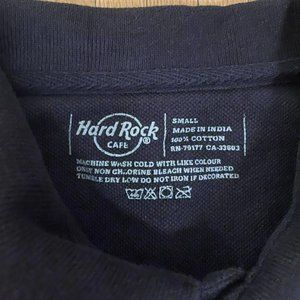 Hard Rock
CAFE
®
SMALL
MADE IN INDIA
100% COTTON
RN-79177 CA-33603
MACHINE WASH COLD WITH LIKE COLOUR
ONLY NON CHLORINE BLEACH WHEN NEEDED
TUMBLE DRY LOW DO NOT IRON IF DECORATED